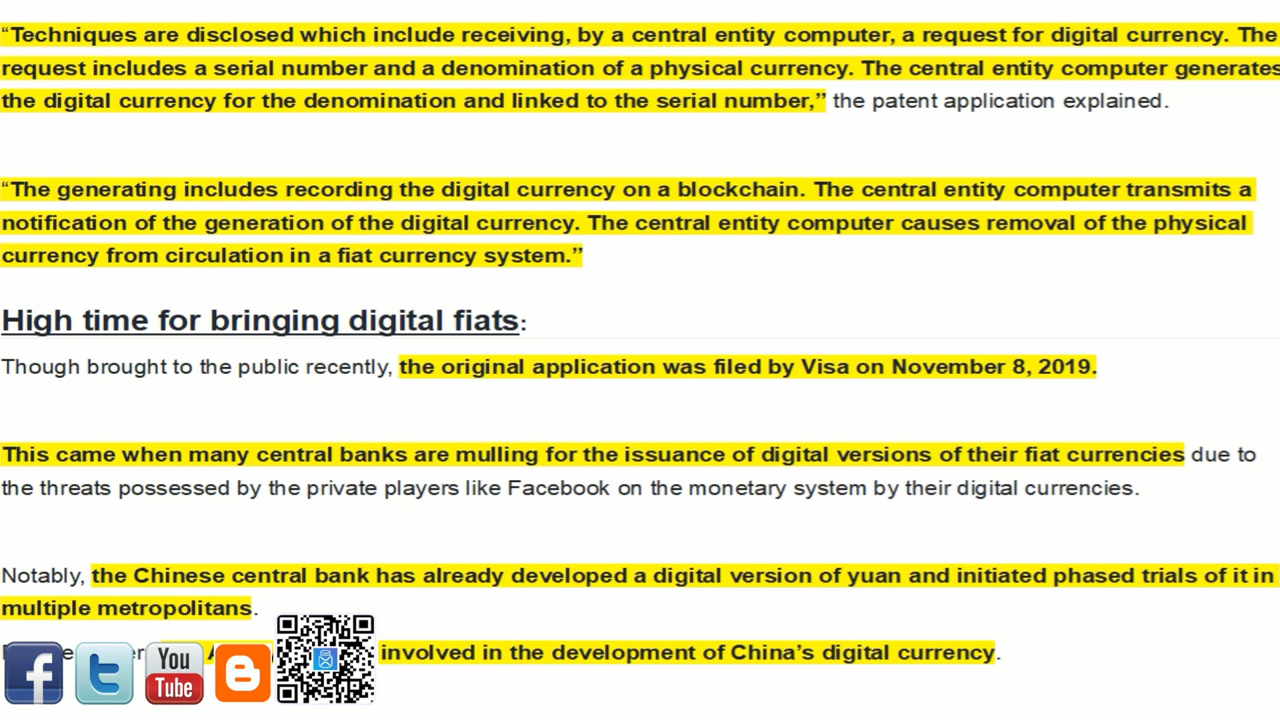 “Techniques are disclosed which include receiving, by a central entity computer, a request for digital currency. The
request includes a serial number and a denomination of a physical currency. The central entity computer generates
the digital currency for the denomination and linked to the serial number,” the patent application explained.
“The generating includes recording the digital currency on a blockchain. The central entity computer transmits a
notification of the generation of the digital currency. The central entity computer causes removal of the physical
currency from circulation in a fiat currency system.”
High time for bringing digital fiats:
Though brought to the public recently, the original application was filed by Visa on November 8, 2019.
This came when many central banks are mulling for the issuance of digital versions of their fiat currencies due to
the threats possessed by the private players like Facebook on the monetary system by their digital currencies.
Notably, the Chinese central bank has already developed a digital version of yuan and initiated phased trials of it in
multiple metropolitans.
involved in the development of China’s digital currency.
You
Tube